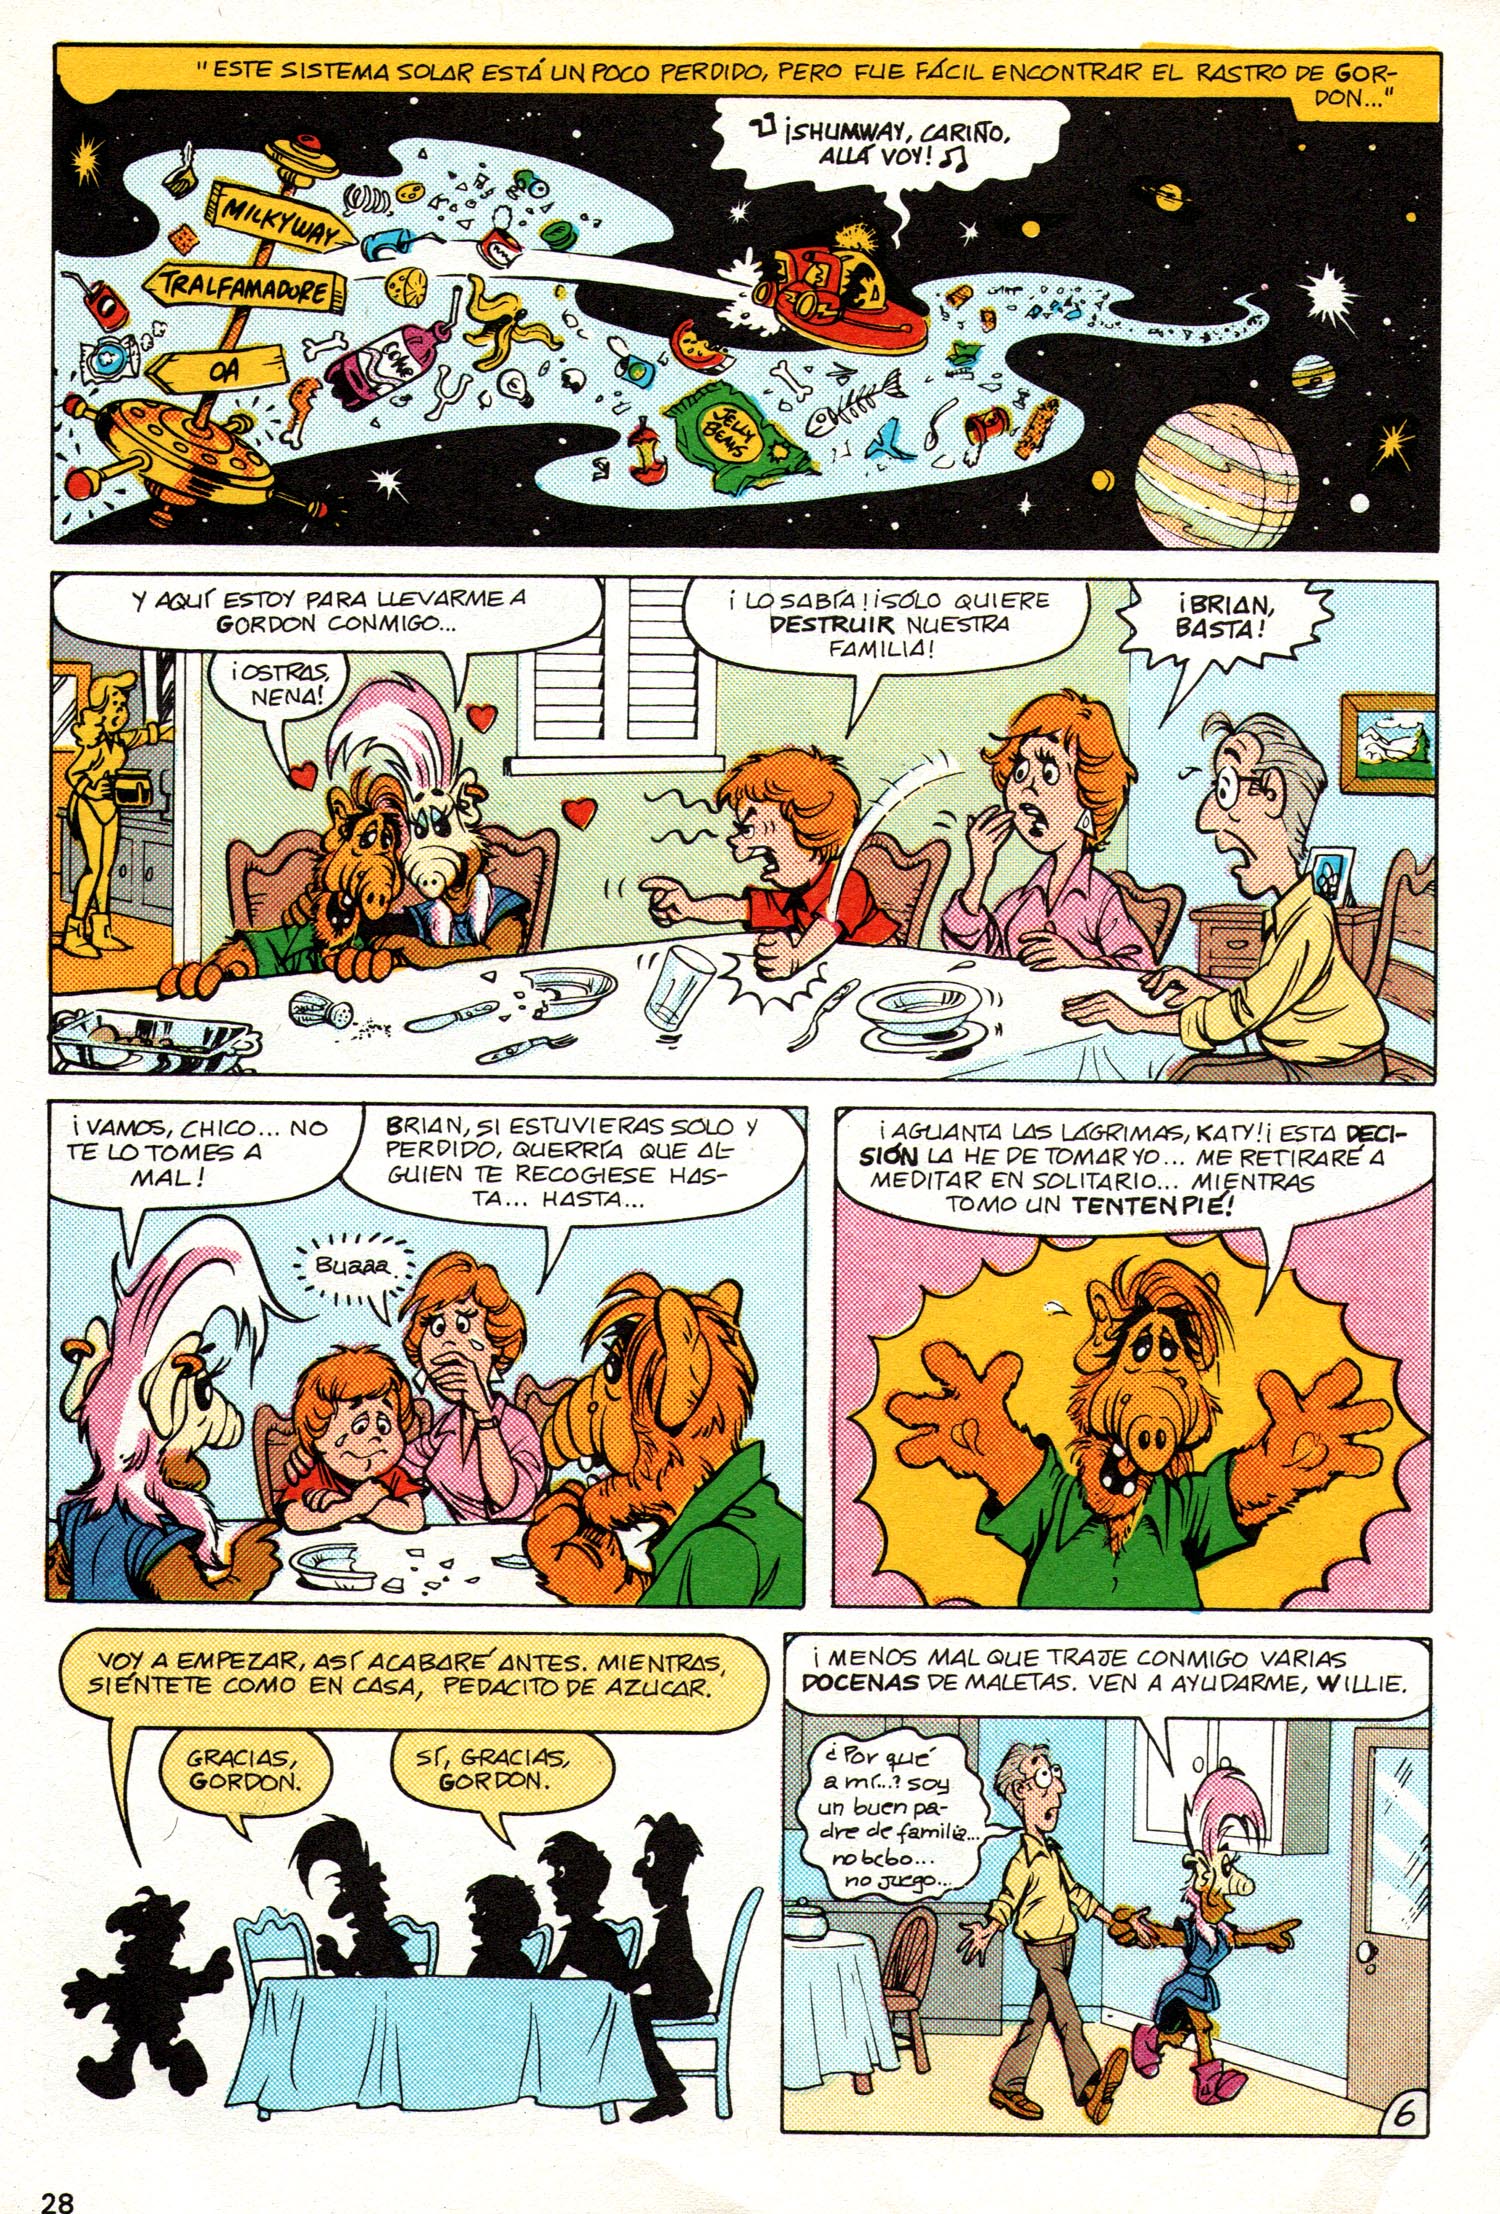 "ESTE SISTEMA SOLAR ESTÁ UN POCO PERDIDO, PERO FUE FÁCIL ENCONTRAR EL RASTRO DE GOR-
DON..."
¡SHUMWAY, CARIÑO,
ALLÁ VOY!
MILKYWAY
TRALFAMADORE
OA
COKE
JELLY
BEANS
Y AQUÍ ESTOY PARA LLEVARME A
GORDON CONMIGO...
¡OSTRAS,
NENA!
¡LO SABÍA! ¡SÓLO QUIERE
DESTRUIR NUESTRA
FAMILIA!
¡BRIAN,
BASTA!
¡VAMOS, CHICO... NO
TE LO TOMES A
MAL!
BRIAN, SI ESTUVIERAS SOLO Y
PERDIDO, QUERRÍA QUE AL-
GUIEN TE RECOGIESE HAS-
TA... HASTA...
Buaaa.
¡AGUANTA LAS LÁGRIMAS, KATY! ¡ESTA DECI-
SIÓN LA HE DE TOMAR YO... ME RETIRARÉ A
MEDITAR EN SOLITARIO... MIENTRAS
TOMO UN TENTENPIÉ!
VOY A EMPEZAR, ASÍ ACABARÉ ANTES. MIENTRAS,
SIÉNTETE COMO EN CASA, PEDACITO DE AZUCAR.
GRACIAS,
GORDON.
SÍ, GRACIAS,
GORDON.
¡MENOS MAL QUE TRAJE CONMIGO VARIAS
DOCENAS DE MALETAS. VEN A AYUDARME, WILLIE.
¿Por qué
a mí...? soy
un buen pa-
dre de familia...
no bebo...
no juego...
6
28